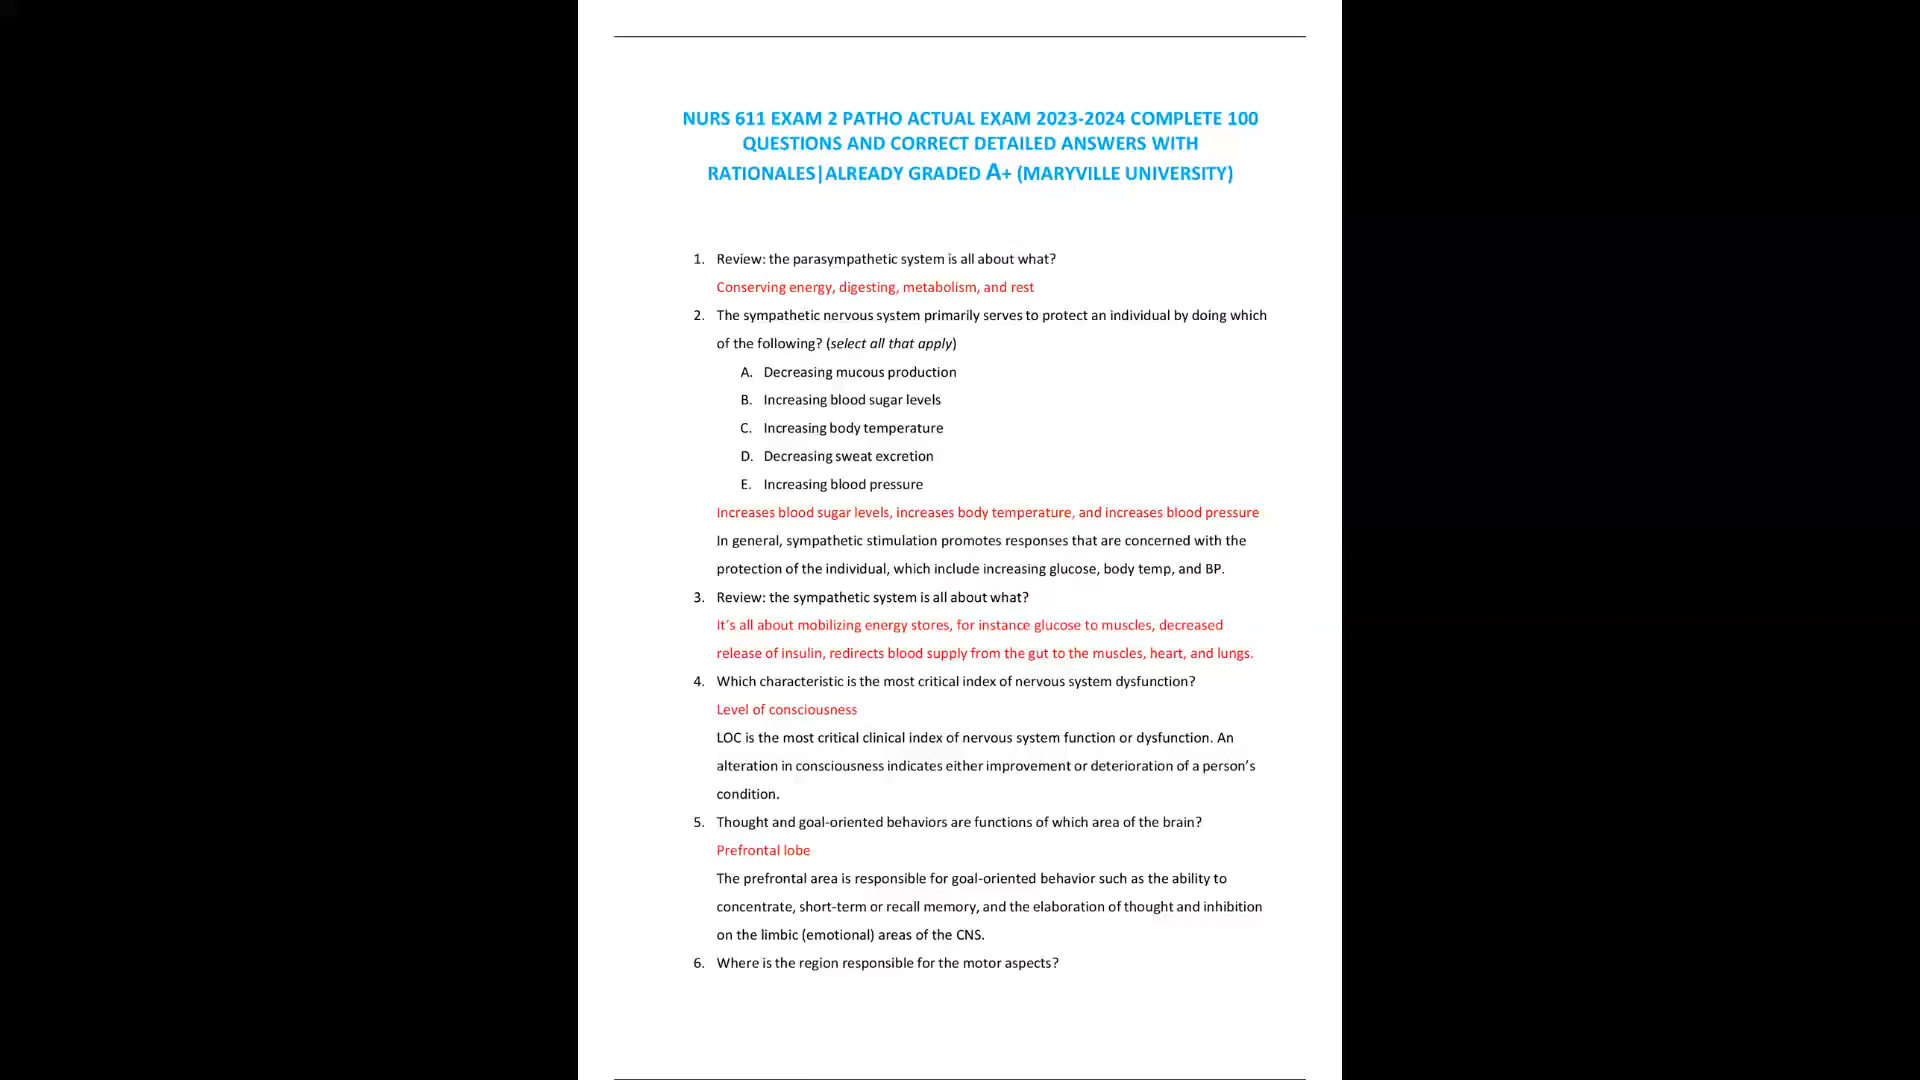 NURS 611 EXAM 2 PATHO ACTUAL EXAM 2023-2024 COMPLETE 100
QUESTIONS AND CORRECT DETAILED ANSWERS WITH
RATIONALES|ALREADY GRADED A+ (MARYVILLE UNIVERSITY)
1. Review: the parasympathetic system is all about what?
Conserving energy, digesting, metabolism, and rest
2. The sympathetic nervous system primarily serves to protect an individual by doing which
of the following? (select all that apply)
A. Decreasing mucous production
B. Increasing blood sugar levels
C. Increasing body temperature
D. Decreasing sweat excretion
E. Increasing blood pressure
Increases blood sugar levels, increases body temperature, and increases blood pressure
In general, sympathetic stimulation promotes responses that are concerned with the
protection of the individual, which include increasing glucose, body temp, and BP.
3. Review: the sympathetic system is all about what?
It’s all about mobilizing energy stores, for instance glucose to muscles, decreased
release of insulin, redirects blood supply from the gut to the muscles, heart, and lungs.
4. Which characteristic is the most critical index of nervous system dysfunction?
Level of consciousness
LOC is the most critical clinical index of nervous system function or dysfunction. An
alteration in consciousness indicates either improvement or deterioration of a person’s
condition.
5. Thought and goal-oriented behaviors are functions of which area of the brain?
Prefrontal lobe
The prefrontal area is responsible for goal-oriented behavior such as the ability to
concentrate, short-term or recall memory, and the elaboration of thought and inhibition
on the limbic (emotional) areas of the CNS.
6. Where is the region responsible for the motor aspects?